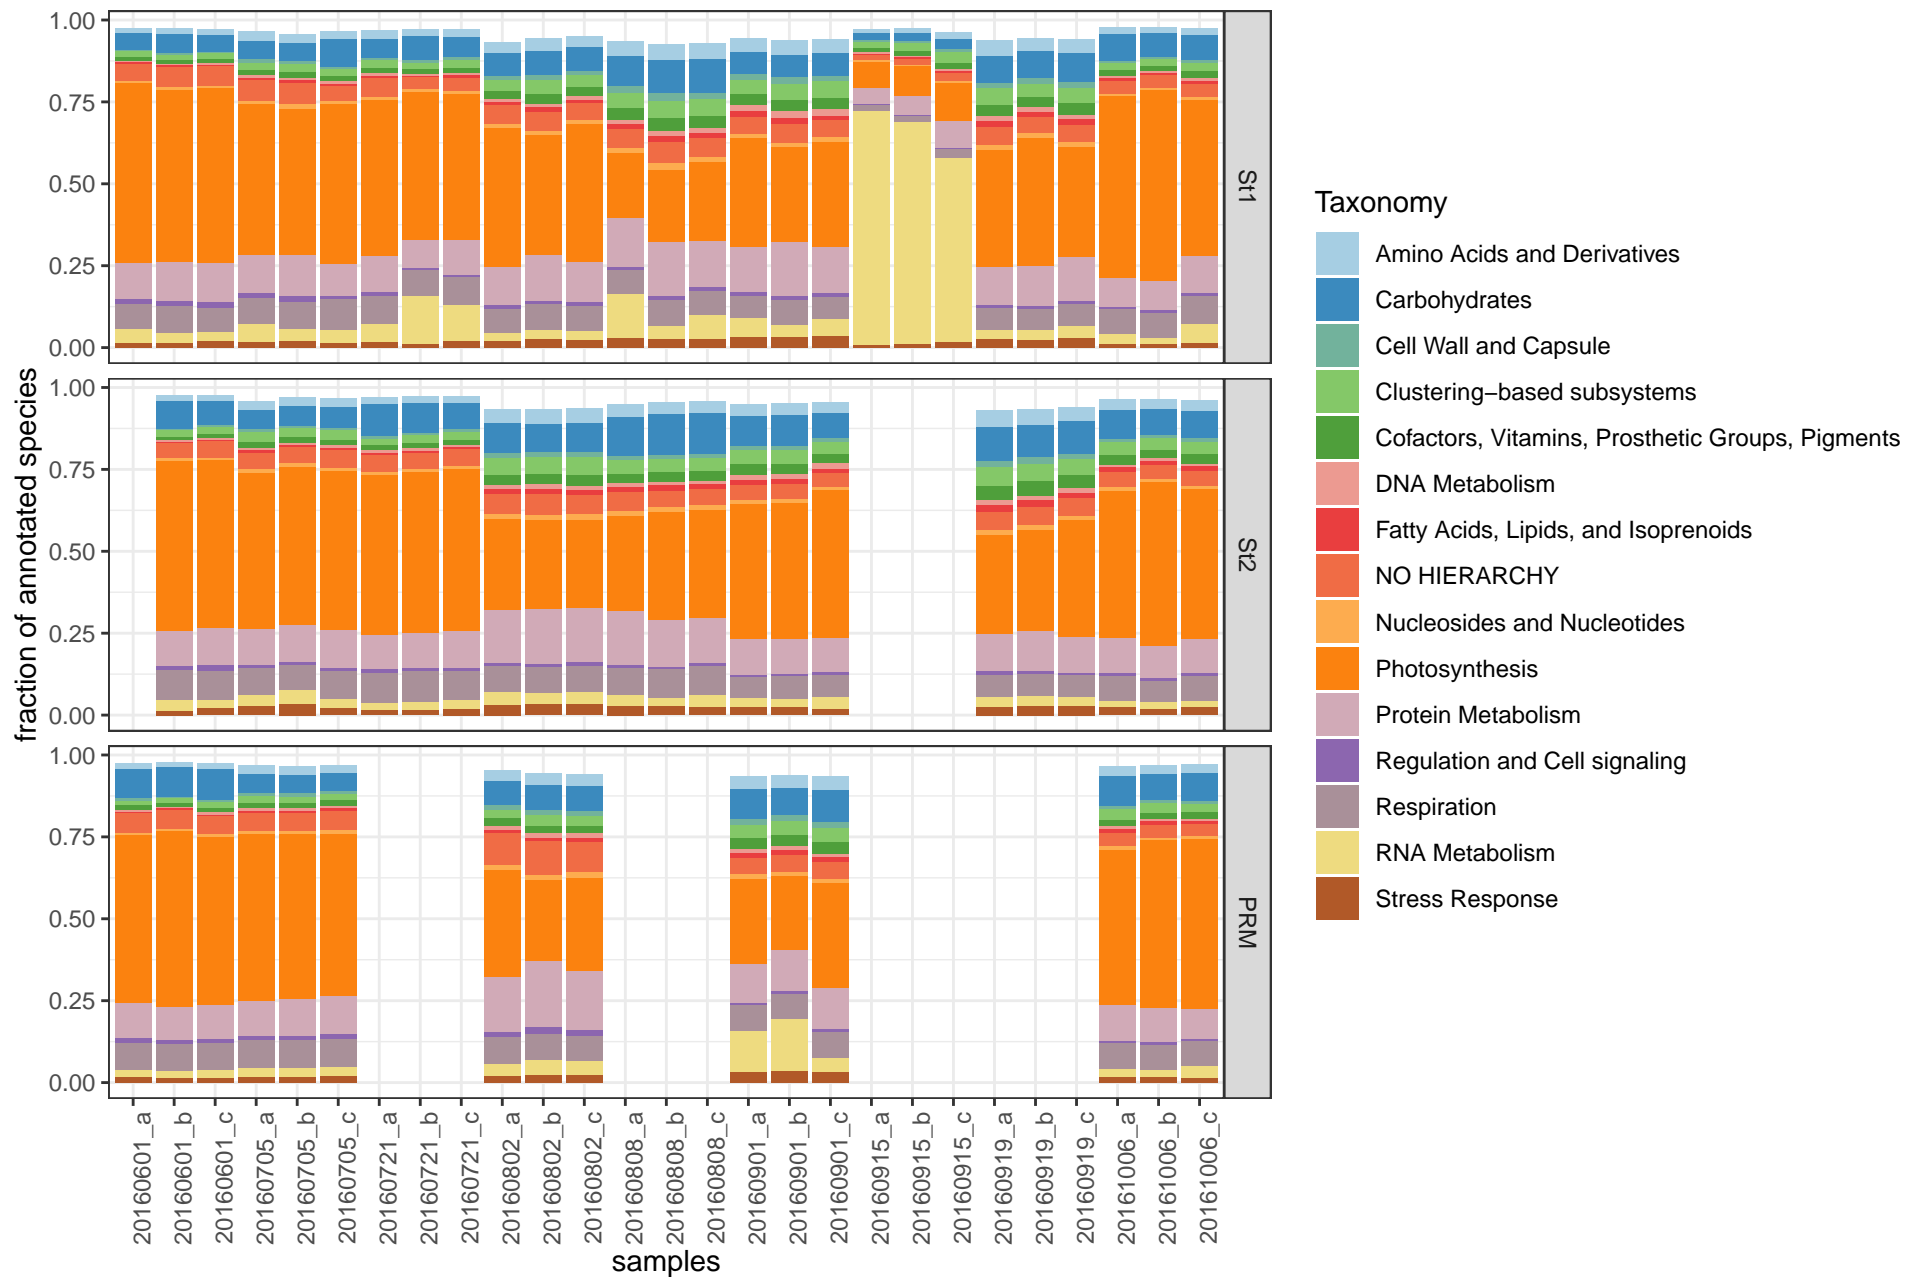 1.00
0.75
0.50
0.25
0.00
St1
1.00
0.75
0.50
0.25
0.00
St2
1.00
0.75
0.50
0.25
0.00
PRM
fraction of annotated species
20160601_a
20160601_b
20160601_c
20160705_a
20160705_b
20160705_c
20160721_a
20160721_b
20160721_c
20160802_a
20160802_b
20160802_c
20160808_a
20160808_b
20160808_c
20160901_a
20160901_b
20160901_c
20160915_a
20160915_b
20160915_c
20160919_a
20160919_b
20160919_c
20161006_a
20161006_b
20161006_c
samples
Taxonomy
Amino Acids and Derivatives
Carbohydrates
Cell Wall and Capsule
Clustering−based subsystems
Cofactors, Vitamins, Prosthetic Groups, Pigments
DNA Metabolism
Fatty Acids, Lipids, and Isoprenoids
NO HIERARCHY
Nucleosides and Nucleotides
Photosynthesis
Protein Metabolism
Regulation and Cell signaling
Respiration
RNA Metabolism
Stress Response